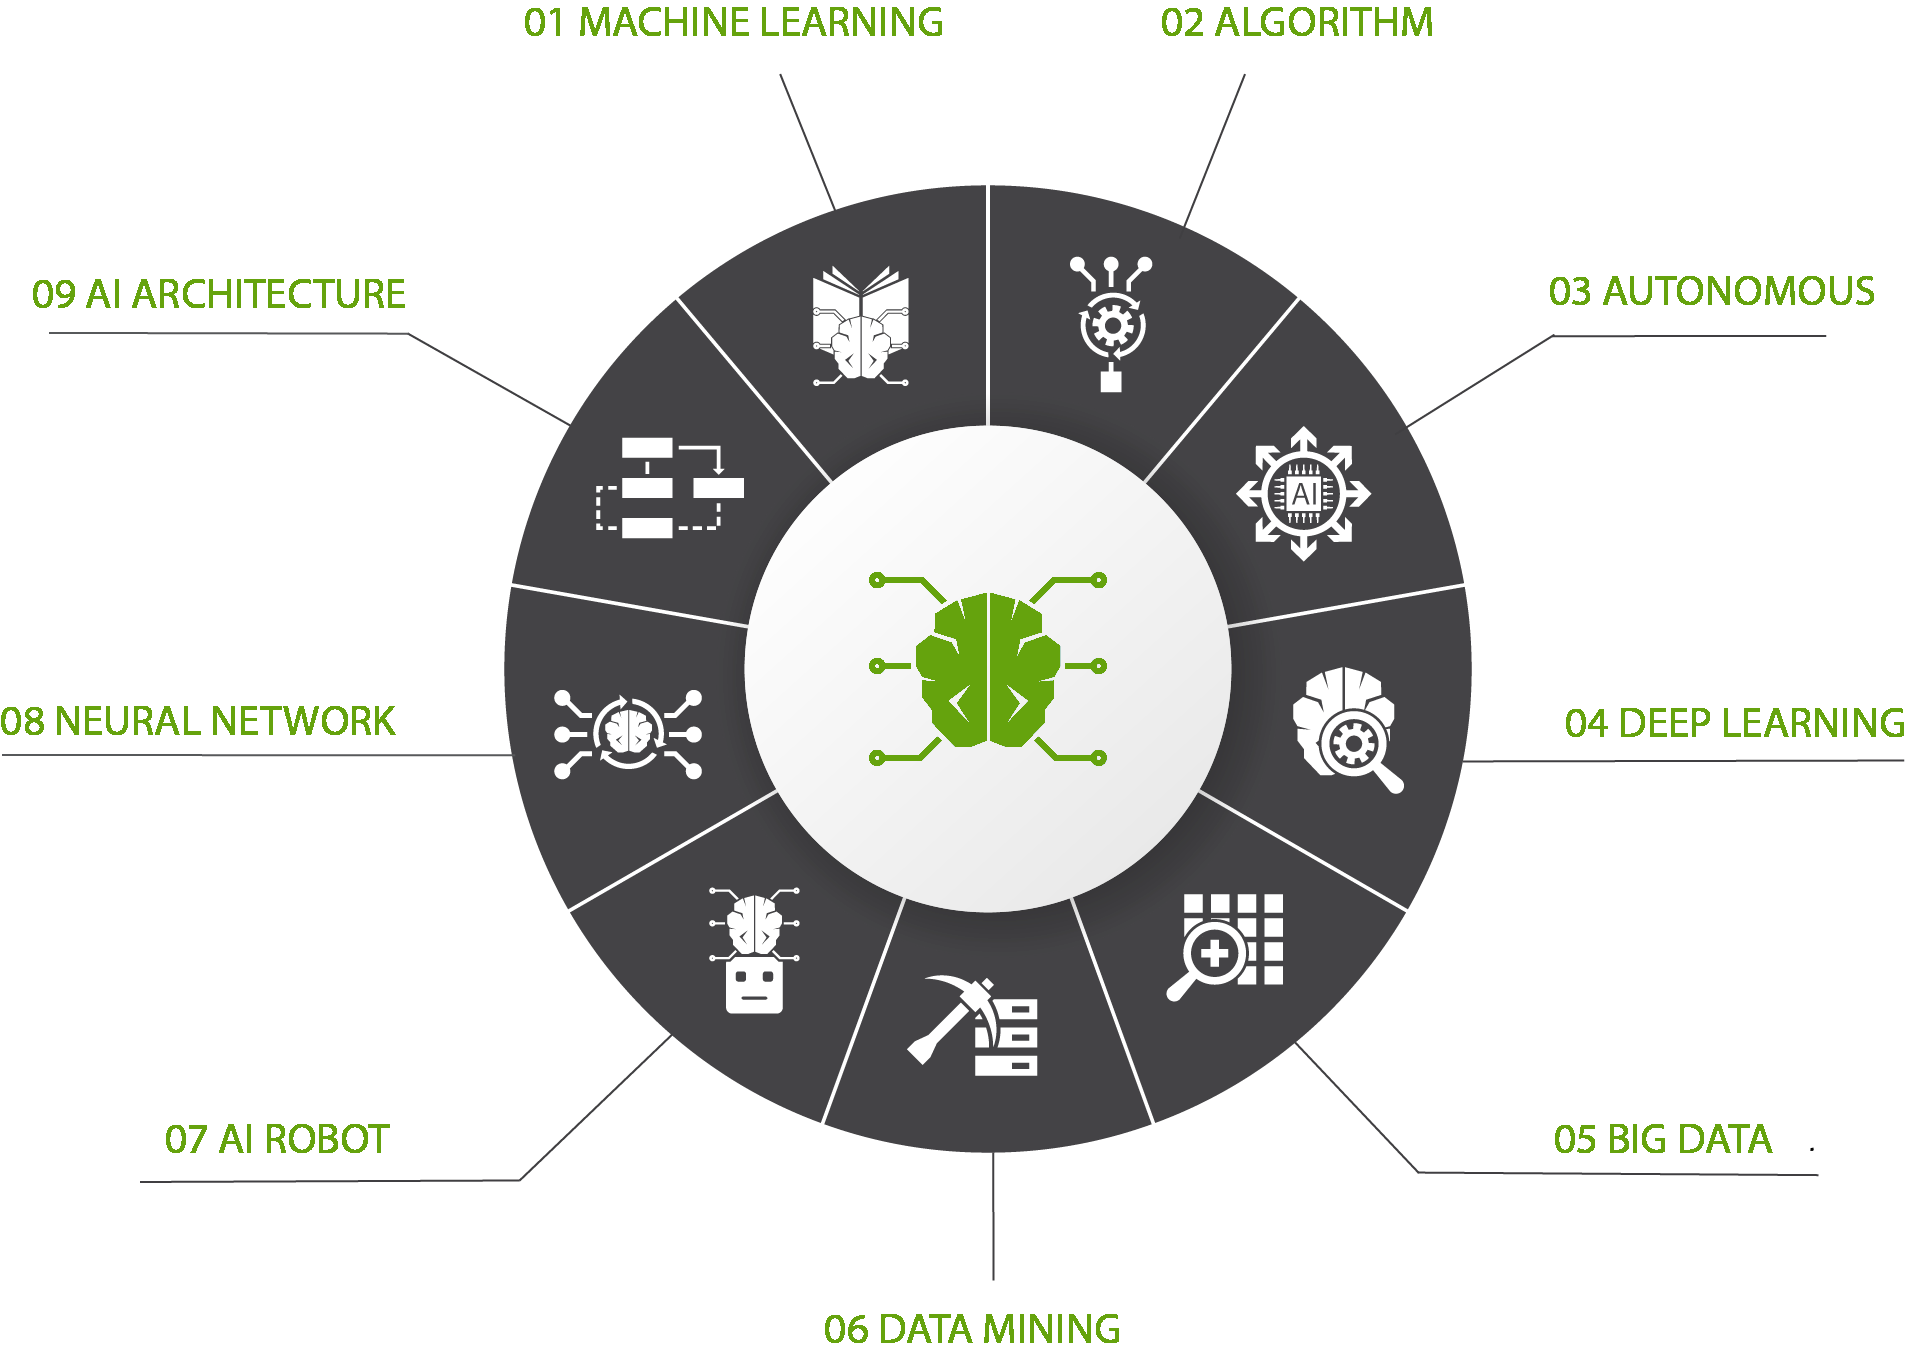 01 MACHINE LEARNING
02 ALGORITHM
03 AUTONOMOUS
04 DEEP LEARNING
05 BIG DATA .
06 DATA MINING
07 AI ROBOT
08 NEURAL NETWORK
09 AI ARCHITECTURE
AI